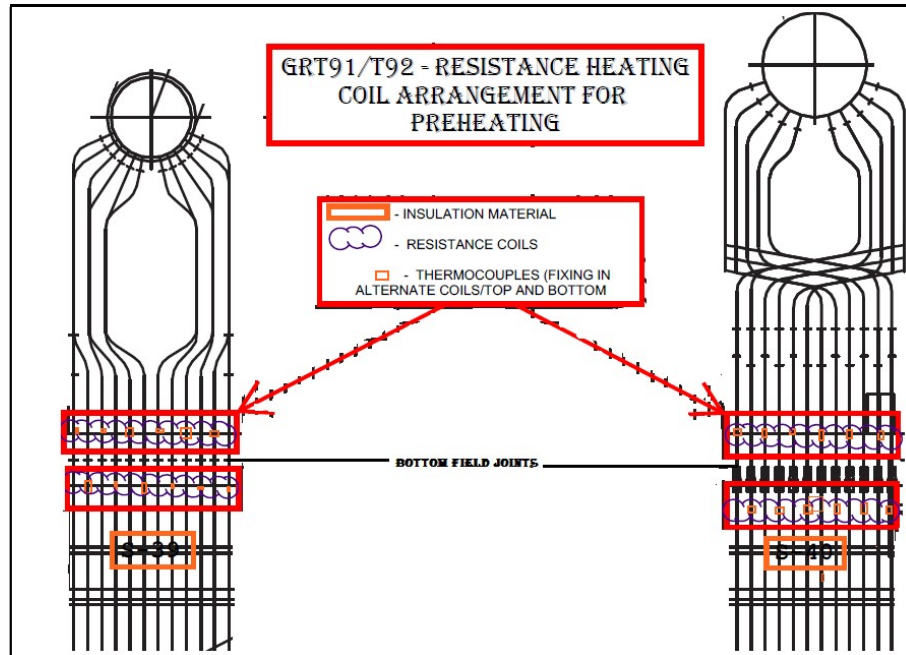 GRT91/T92 - RESISTANCE HEATING
COIL ARRANGEMENT FOR
PREHEATING
- INSULATION MATERIAL
- RESISTANCE COILS
- THERMOCOUPLES (FIXING IN
ALTERNATE COILS/TOP AND BOTTOM
BOTTOM FIELD JOINTS
S-39
S-40